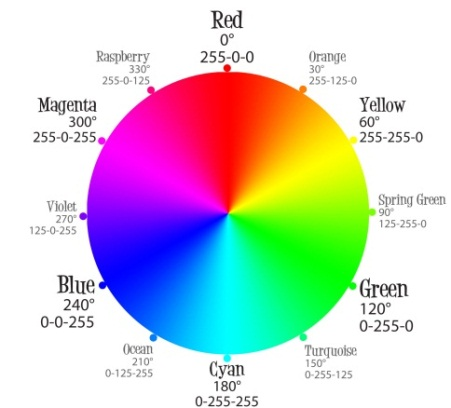 Red
0°
255-0-0
Orange
30°
255-125-0
Yellow
60°
255-255-0
Spring Green
90°
125-255-0
Green
120°
0-255-0
Turquoise
150°
0-255-125
Cyan
180°
0-255-255
Ocean
210°
0-125-255
Blue
240°
0-0-255
Violet
270°
125-0-255
Magenta
300°
255-0-255
Raspberry
330°
255-0-125